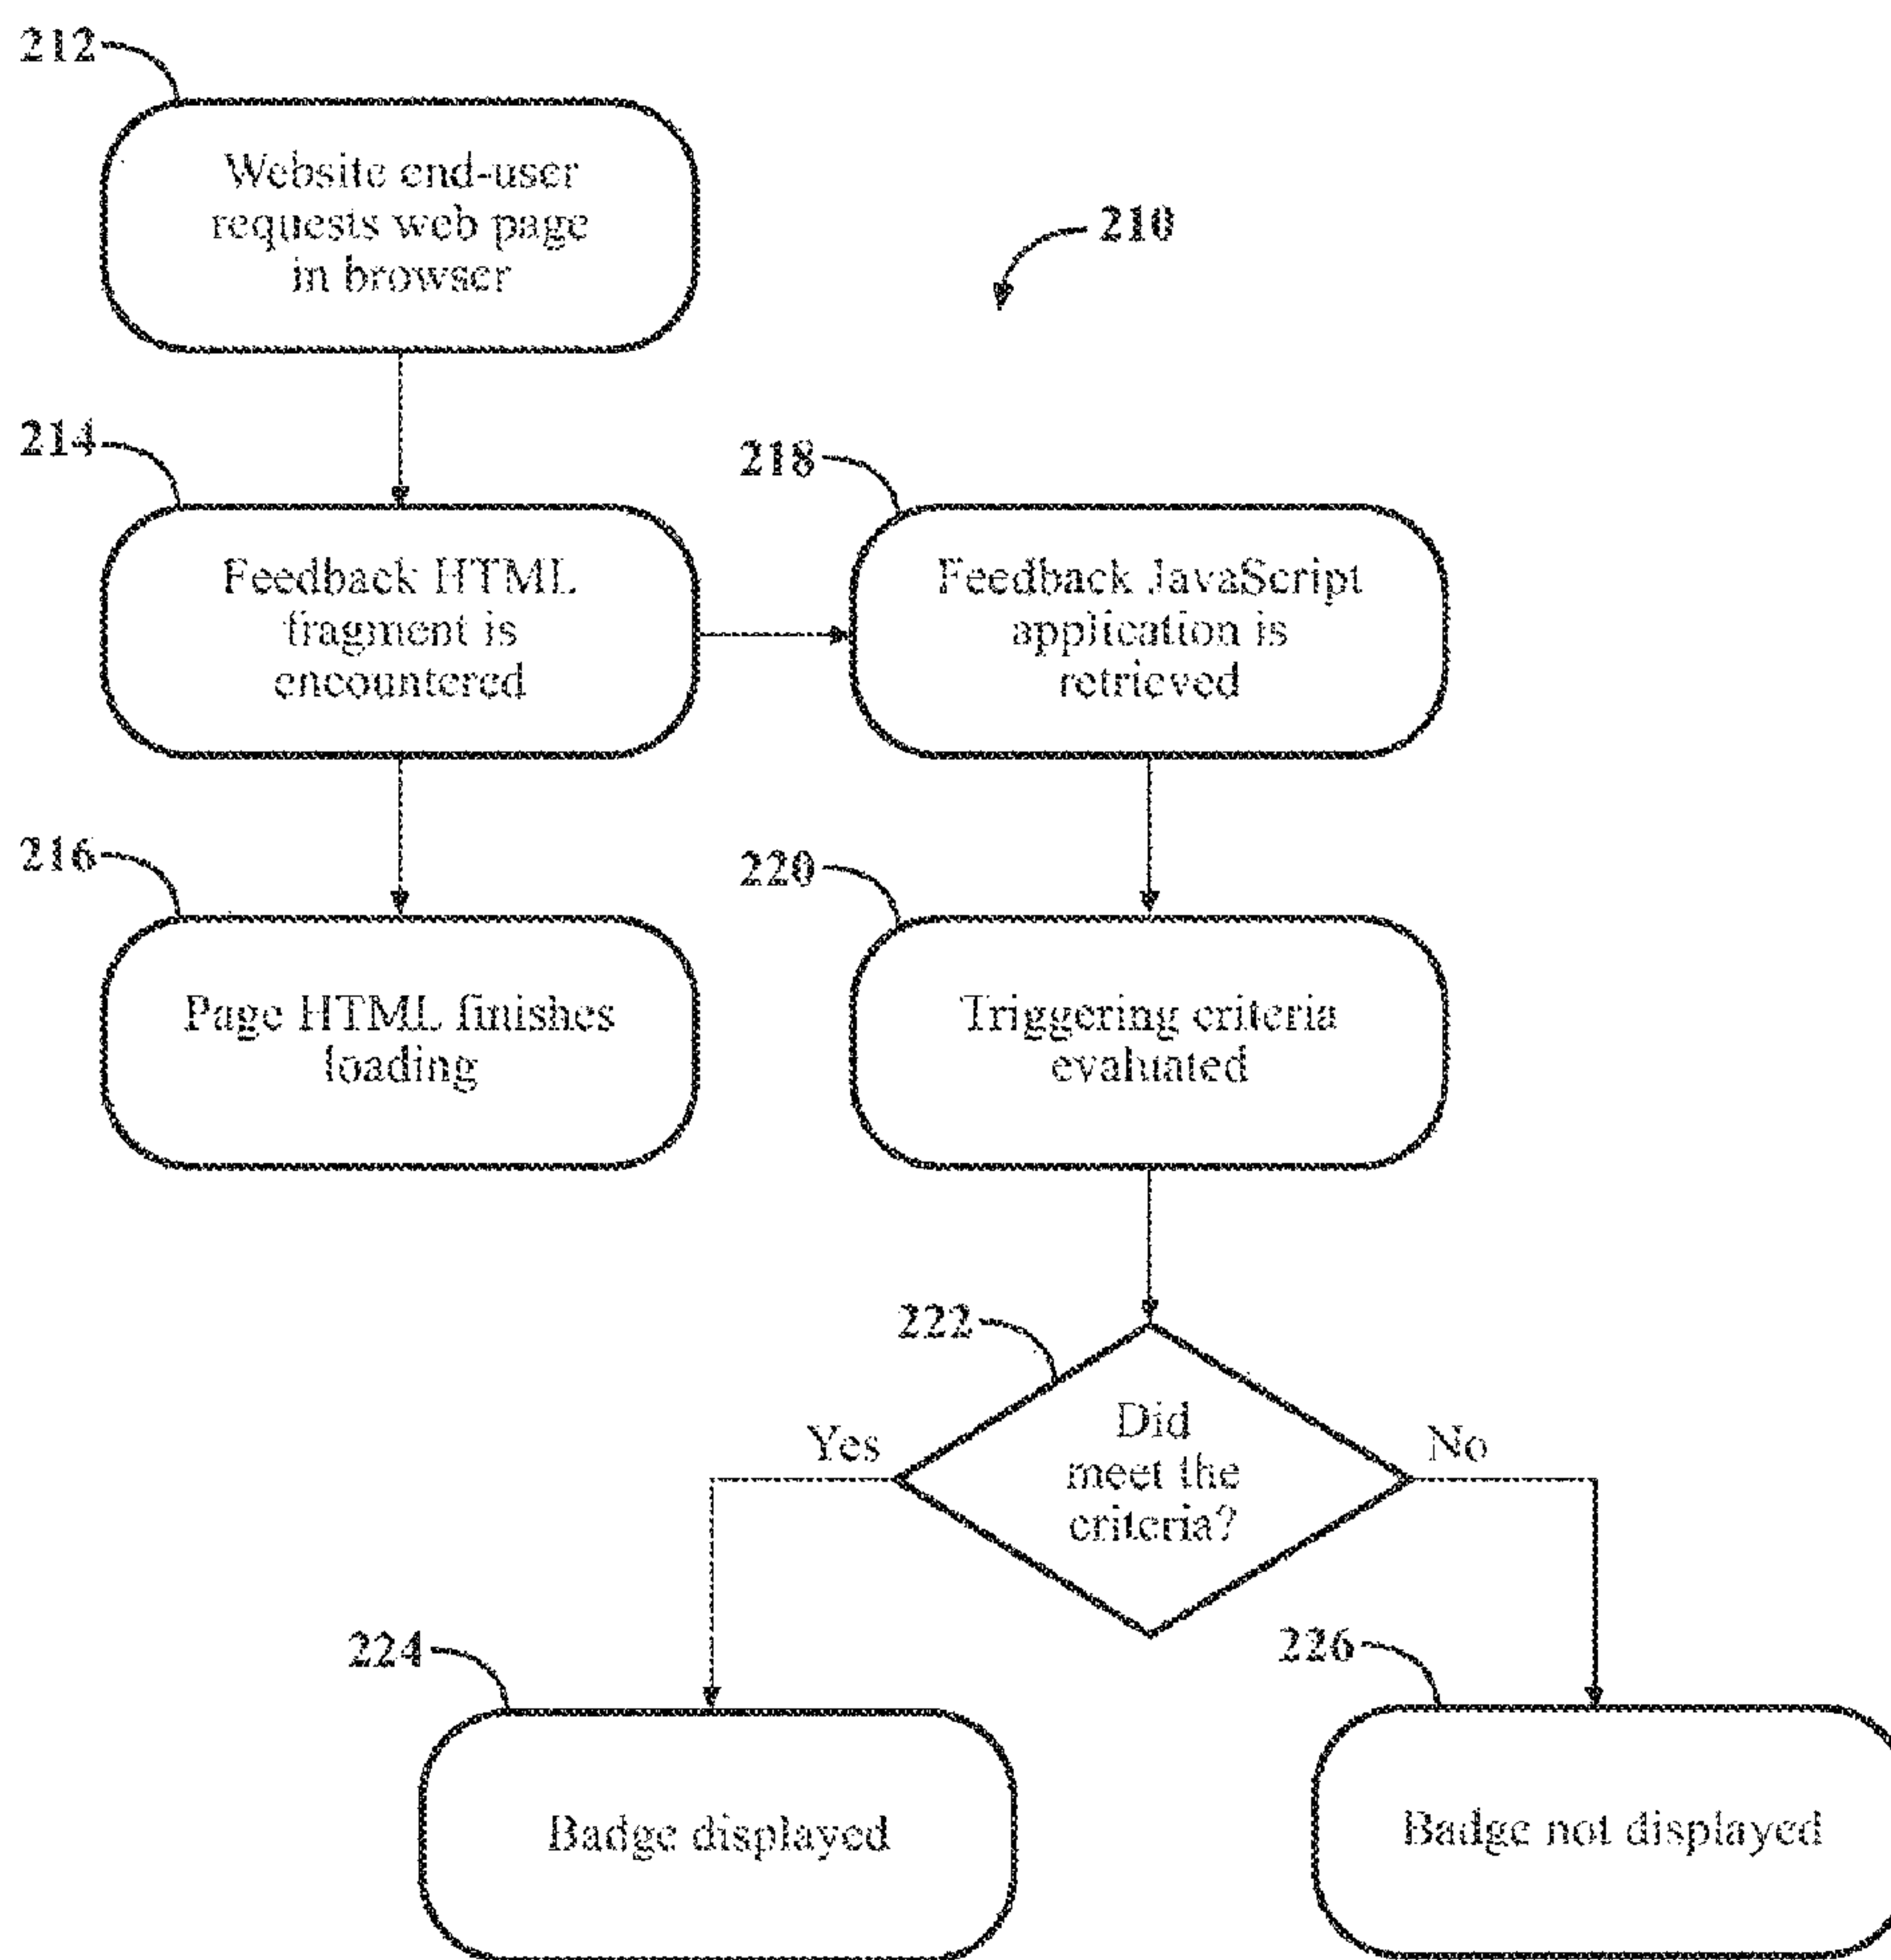 212
Website end-user
requests web page
in browser
210
214
Feedback HTML
fragment is
encountered
218
Feedback JavaScript
application is
retrieved
216
Page HTML finishes
loading
220
Triggering criteria
evaluated
222
Did
meet the
criteria?
Yes
No
224
Badge displayed
226
Badge not displayed